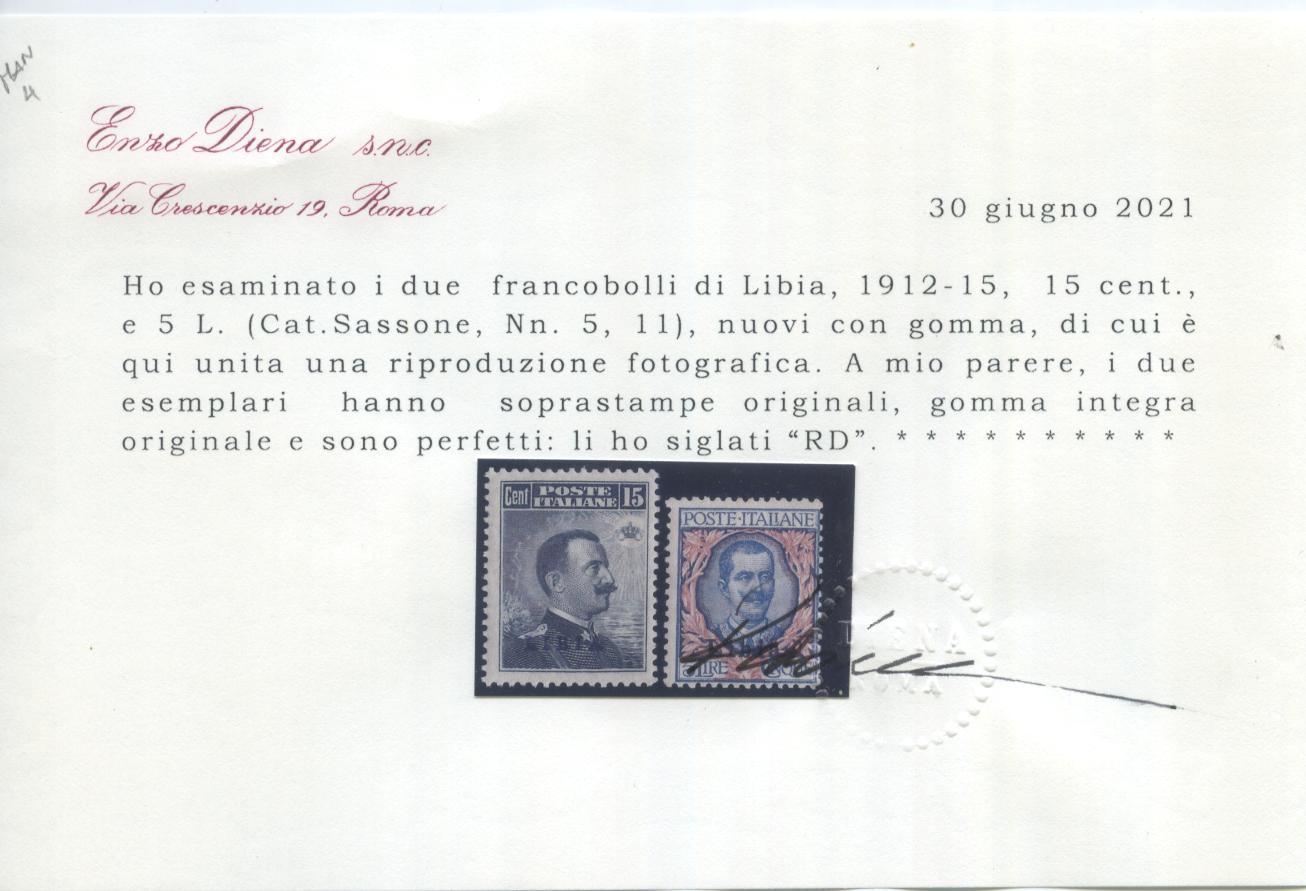 Enzo Diena s.n.c.
Via Crescenzio 19, Roma
30 giugno 2021
Ho esaminato i due francobolli di Libia, 1912-15, 15 cent.,
e 5 L. (Cat.Sassone, Nn. 5, 11), nuovi con gomma, di cui è
qui unita una riproduzione fotografica. A mio parere, i due
esemplari hanno soprastampe originali, gomma integra
originale e sono perfetti: li ho siglati “RD”. * * * * * * * * * *
Cent POSTE ITALIANE 15
Libia
POSTE·ITALIANE
Libia
LIRE